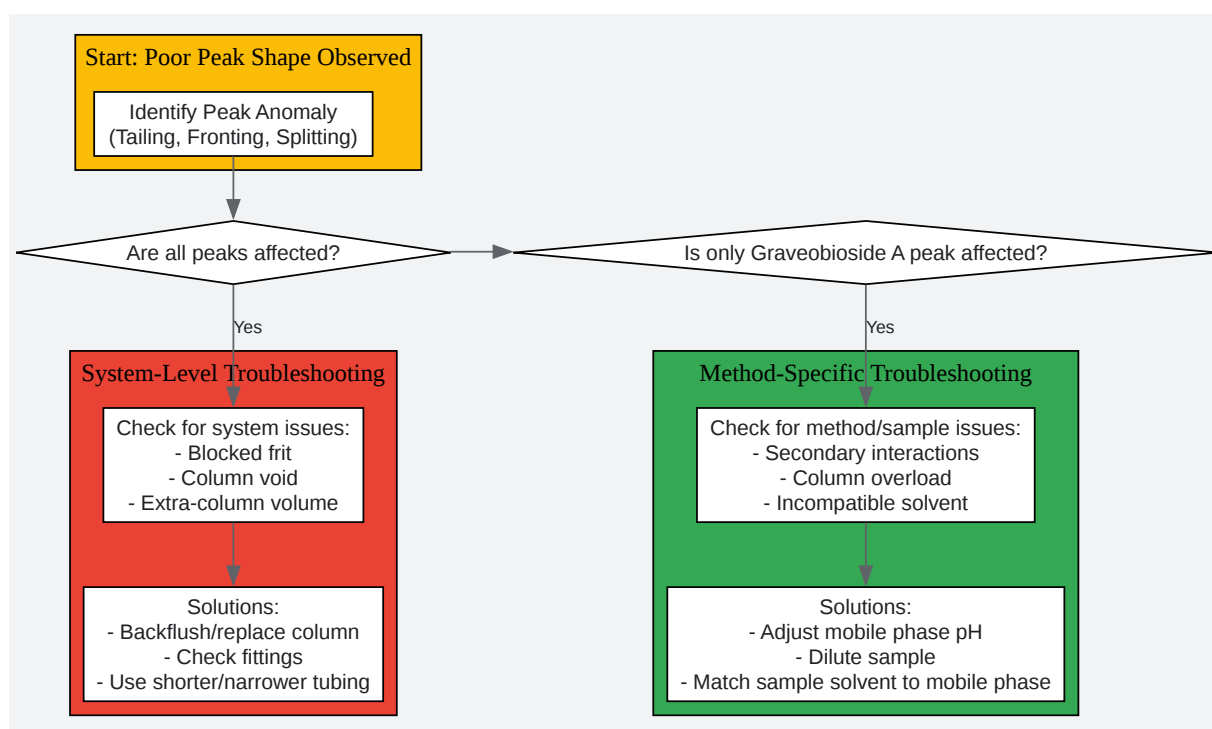 Start: Poor Peak Shape Observed
Identify Peak Anomaly
(Tailing, Fronting, Splitting)
Are all peaks affected?
Is only Graveobioside A peak affected?
Yes
Yes
System-Level Troubleshooting
Check for system issues:
- Blocked frit
- Column void
- Extra-column volume
Solutions:
- Backflush/replace column
- Check fittings
- Use shorter/narrower tubing
Method-Specific Troubleshooting
Check for method/sample issues:
- Secondary interactions
- Column overload
- Incompatible solvent
Solutions:
- Adjust mobile phase pH
- Dilute sample
- Match sample solvent to mobile phase